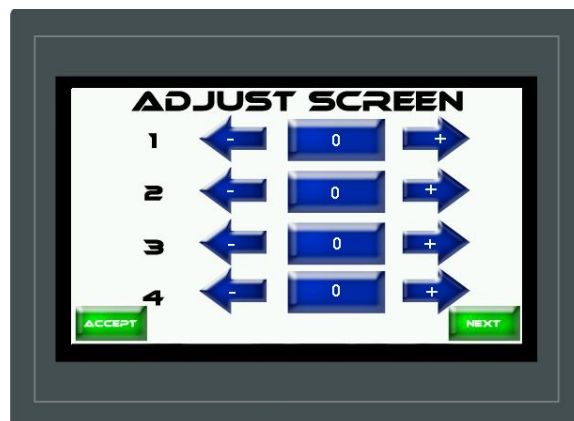 ADJUST SCREEN
1 - 0 +
2 - 0 +
3 - 0 +
4 - 0 +
ACCEPT NEXT